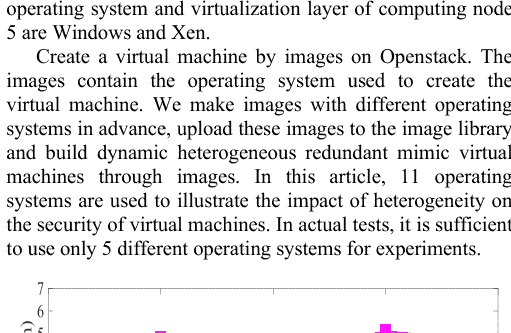 operating system and virtualization layer of computing node
5 are Windows and Xen.
Create a virtual machine by images on Openstack. The
images contain the operating system used to create the
virtual machine. We make images with different operating
systems in advance, upload these images to the image library
and build dynamic heterogeneous redundant mimic virtual
machines through images. In this article, 11 operating
systems are used to illustrate the impact of heterogeneity on
the security of virtual machines. In actual tests, it is sufficient
to use only 5 different operating systems for experiments.
7
6